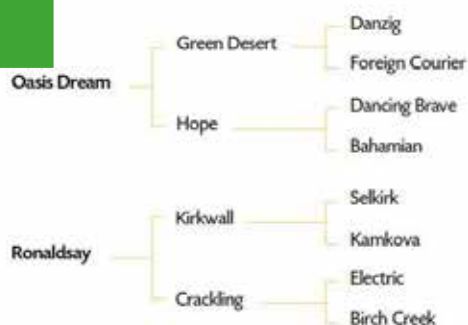 Danzig
Green Desert
Foreign Courier
Oasis Dream
Dancing Brave
Hope
Bahamian
Selkirk
Kirkwall
Kamkova
Ronaldsay
Electric
Crackling
Birch Creek